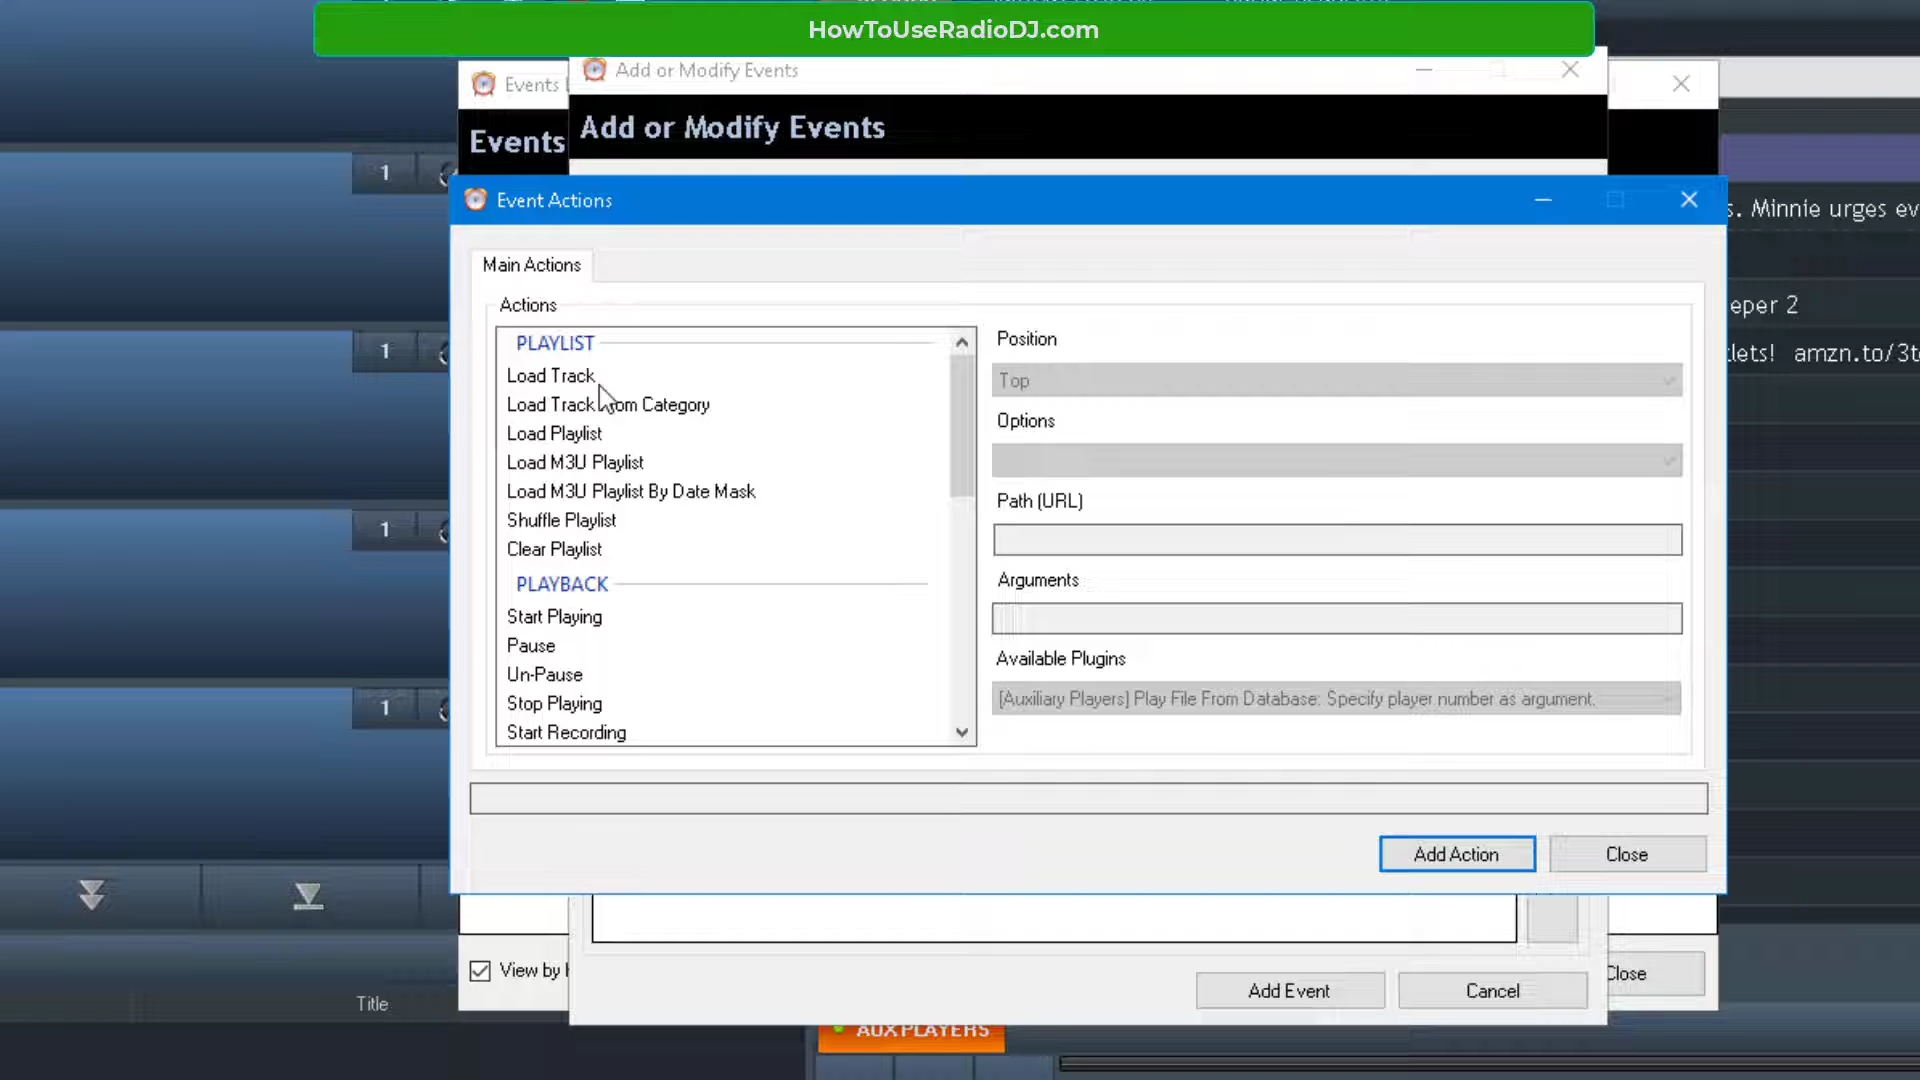 HowToUseRadioDJ.com
Add or Modify Events
Events
Add or Modify Events
Events
1
Event Actions
s. Minnie urges ev
Main Actions
Actions
PLAYLIST
Position
eper 2
Load Track
Top
lets! amzn.to/3t
Load Track From Category
Options
1
Load Playlist
Load M3U Playlist
Load M3U Playlist By Date Mask
Path (URL)
Shuffle Playlist
1
Clear Playlist
PLAYBACK
Arguments
Start Playing
Pause
Available Plugins
Un-Pause
[Auxiliary Players] Play File From Database: Specify player number as argument.
Stop Playing
1
Start Recording
Add Action
Close
View by
Close
Add Event
Cancel
Title
AUX PLAYERS